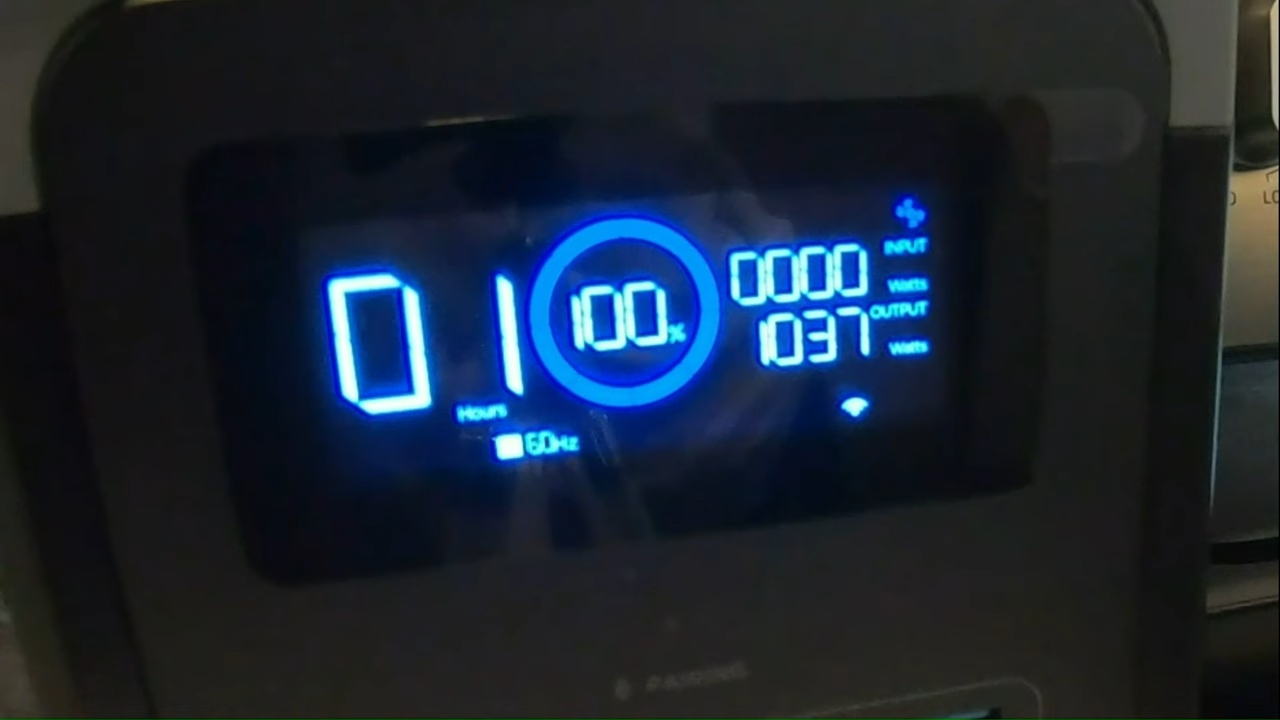 01
Hours
60Hz
100%
0000 INPUT
Watts
1037 OUTPUT
Watts
PAIRING